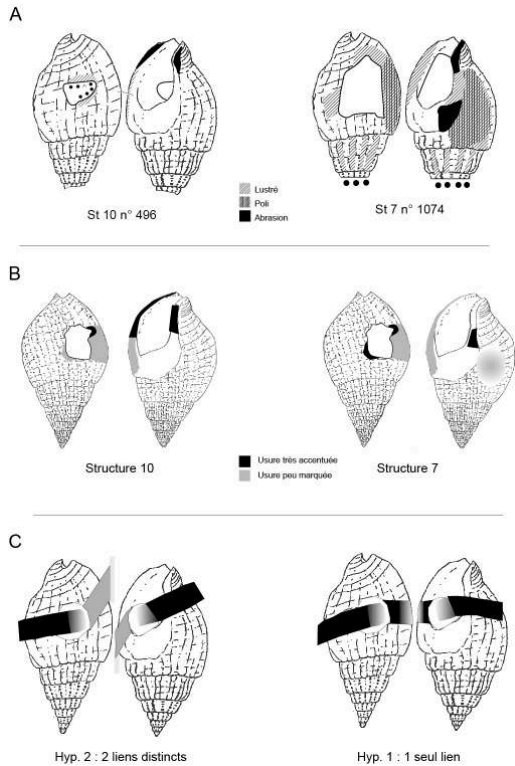 A
Lustré
Poli
Abrasion
St 10 n° 496
St 7 n° 1074
B
Usure très accentuée
Usure peu marquée
Structure 10
Structure 7
C
Hyp. 2 : 2 liens distincts
Hyp. 1 : 1 seul lien